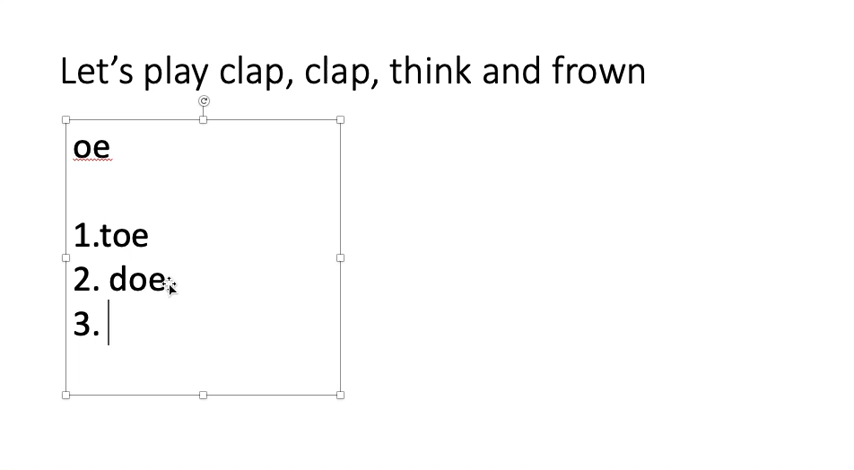 Let’s play clap, clap, think and frown
oe
1.toe
2. doe
3.